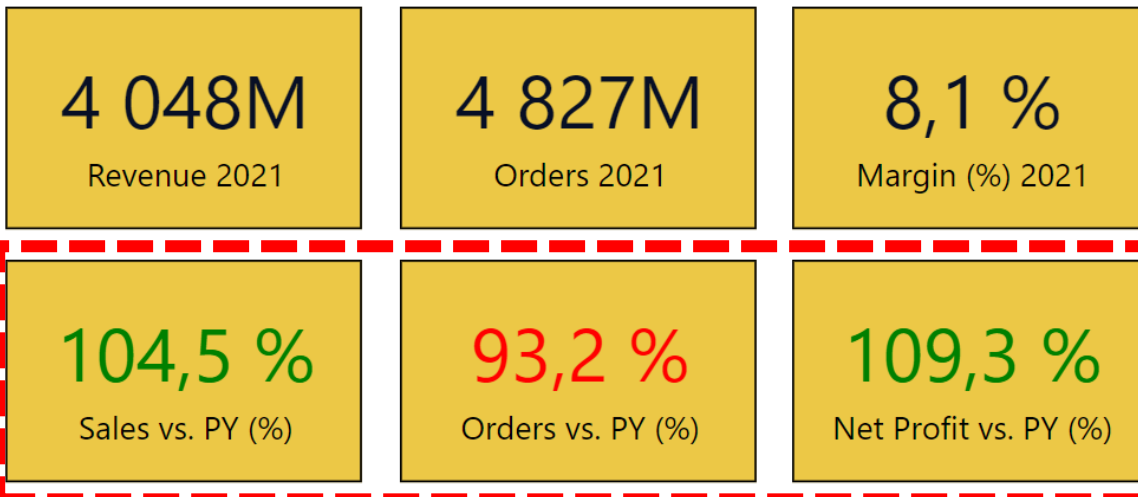 4 048M
Revenue 2021
4 827M
Orders 2021
8,1 %
Margin (%) 2021
104,5 %
Sales vs. PY (%)
93,2 %
Orders vs. PY (%)
109,3 %
Net Profit vs. PY (%)